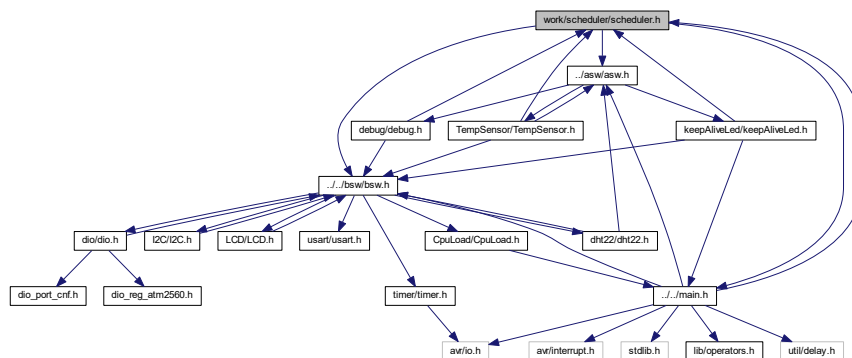 work/scheduler/scheduler.h
../asw/asw.h
debug/debug.h
TempSensor/TempSensor.h
keepAliveLed/keepAliveLed.h
../../bsw/bsw.h
dio/dio.h
I2C/I2C.h
LCD/LCD.h
usart/usart.h
CpuLoad/CpuLoad.h
dht22/dht22.h
dio_port_cnf.h
dio_reg_atm2560.h
timer/timer.h
../../main.h
avr/io.h
avr/interrupt.h
stdlib.h
lib/operators.h
util/delay.h